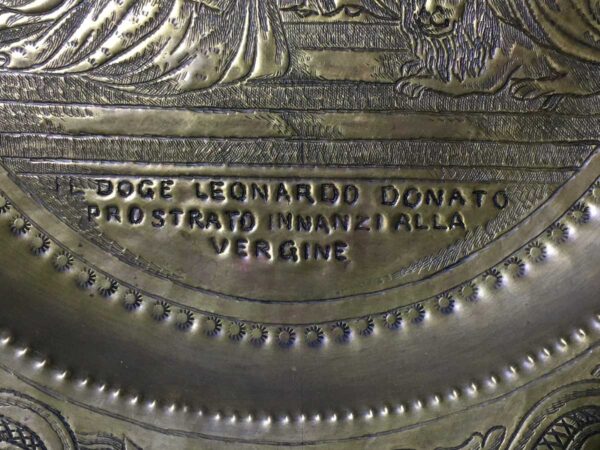 IL DOGE LEONARDO DONATO
PROSTRATO INNANZI ALLA
VERGINE